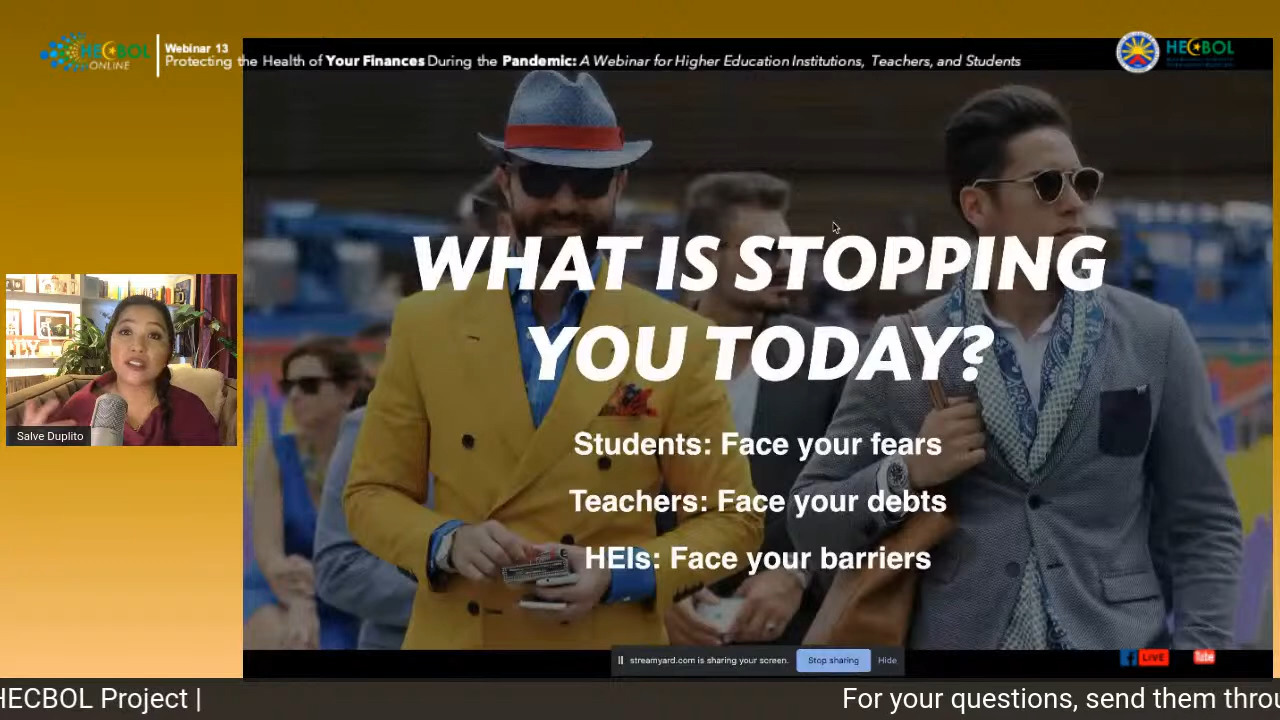 HECBOL
ONLINE
Webinar 13
Protecting the Health of Your Finances During the Pandemic: A Webinar for Higher Education Institutions, Teachers, and Students
HECBOL
WHAT IS STOPPING
YOU TODAY?
Students: Face your fears
Teachers: Face your debts
HEIs: Face your barriers
Salve Duplito
streamyard.com is sharing your screen. Stop sharing Hide
LIVE
You Tube
HECBOL Project | For your questions, send them throu